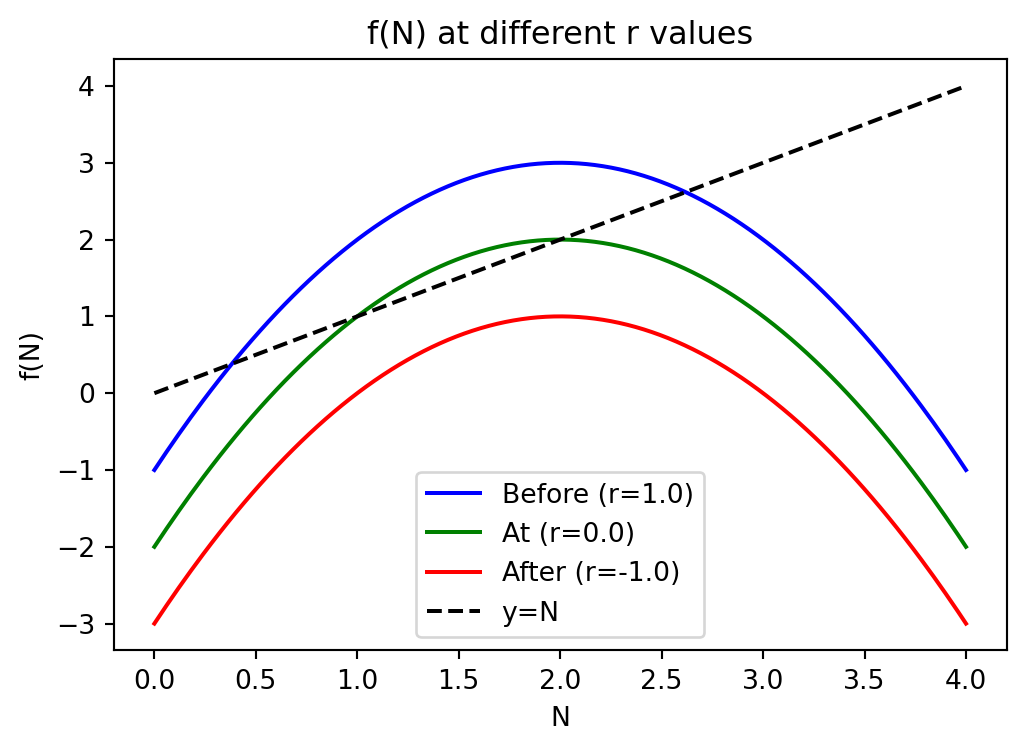 f(N) at different r values
f(N)
4
3
2
1
0
−1
−2
−3
Before (r=1.0)
At (r=0.0)
After (r=-1.0)
y=N
0.0 0.5 1.0 1.5 2.0 2.5 3.0 3.5 4.0
N